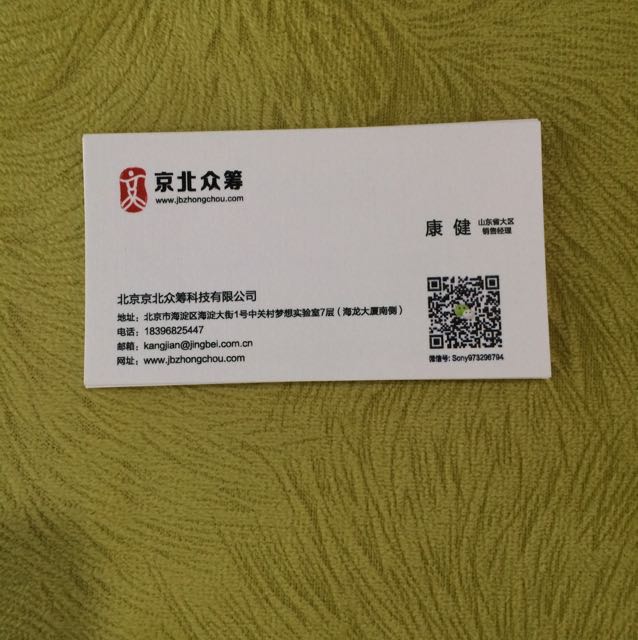 京北众筹
www.jbzhongchou.com
康 健 山东省大区
销售经理
北京京北众筹科技有限公司
地址：北京市海淀区海淀大街1号中关村梦想实验室7层（海龙大厦南侧）
电话：18396825447
邮箱：kangjian@jingbei.com.cn
网址：www.jbzhongchou.com
微信号: Sony973296794